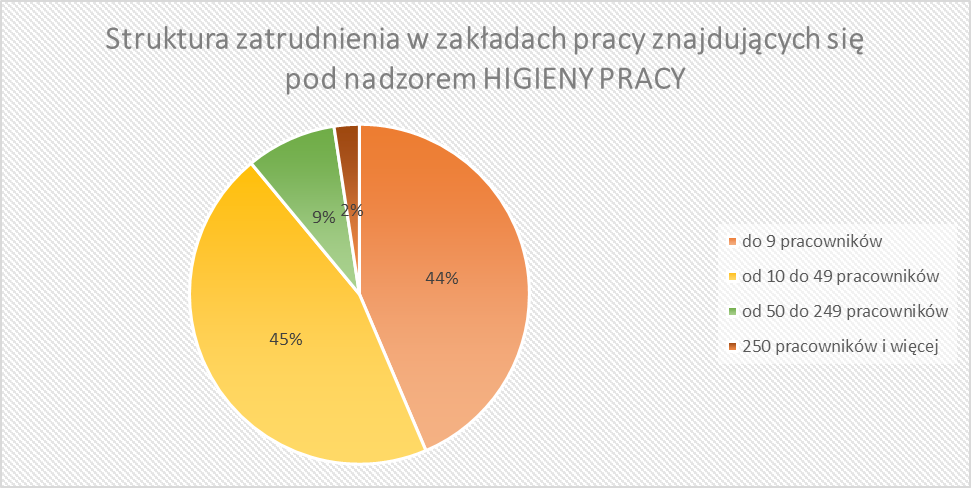 Struktura zatrudnienia w zakładach pracy znajdujących się
pod nadzorem HIGIENY PRACY
9%
2%
44%
45%
do 9 pracowników
od 10 do 49 pracowników
od 50 do 249 pracowników
250 pracowników i więcej